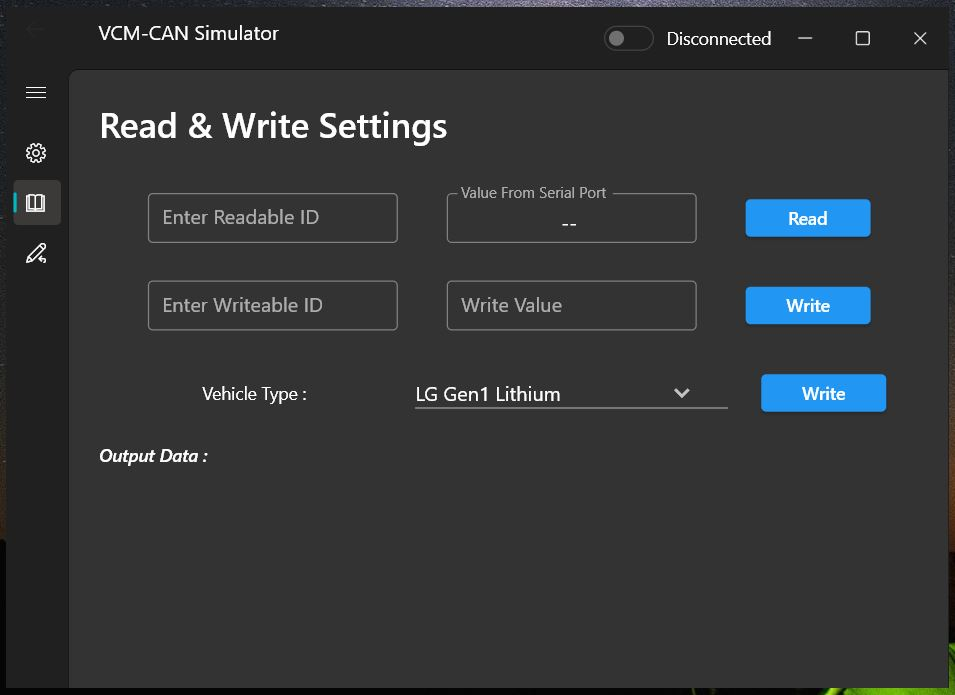 VCM-CAN Simulator
Disconnected
Read & Write Settings
Enter Readable ID
Value From Serial Port
--
Read
Enter Writeable ID
Write Value
Write
Vehicle Type :
LG Gen1 Lithium
Write
Output Data :